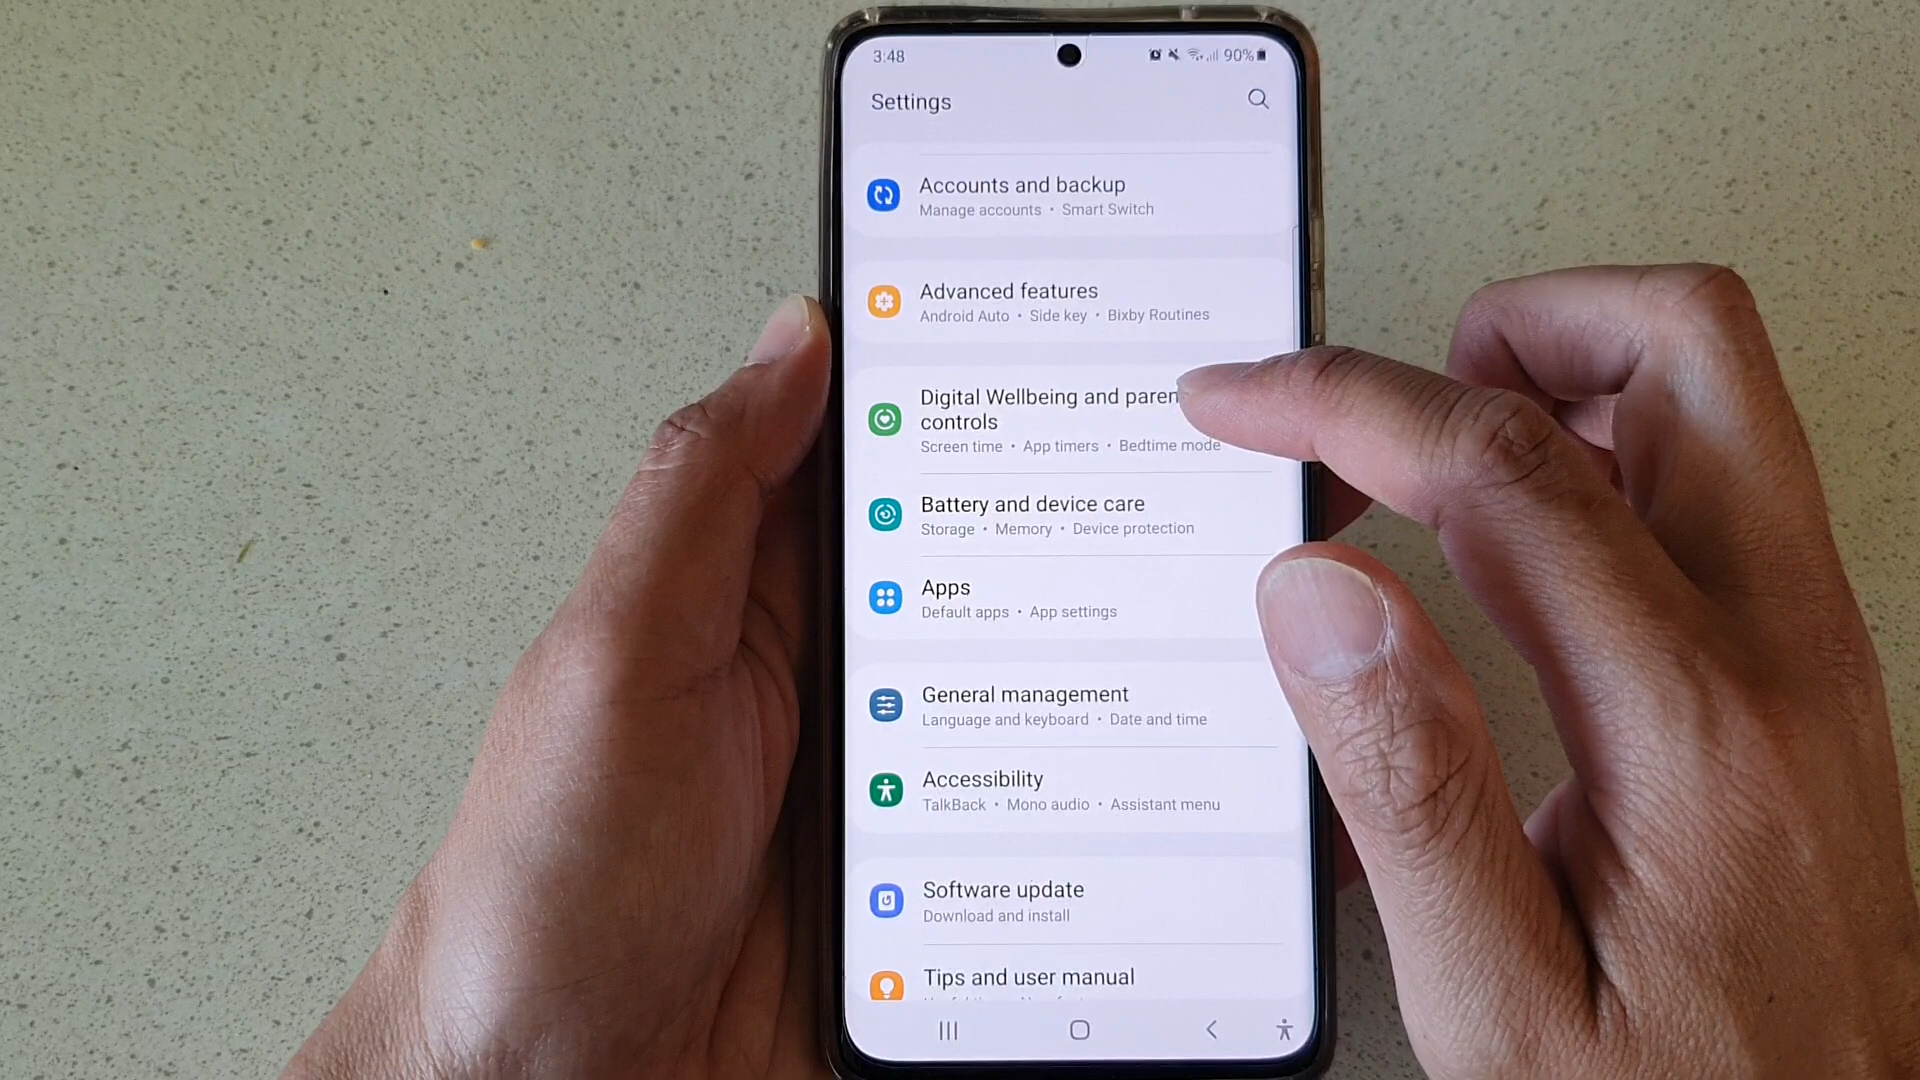 3:48
90%
Settings
Accounts and backup
Manage accounts • Smart Switch
Advanced features
Android Auto • Side key • Bixby Routines
Digital Wellbeing and paren
controls
Screen time • App timers • Bedtime mode
Battery and device care
Storage • Memory • Device protection
Apps
Default apps • App settings
General management
Language and keyboard • Date and time
Accessibility
TalkBack • Mono audio • Assistant menu
Software update
Download and install
Tips and user manual